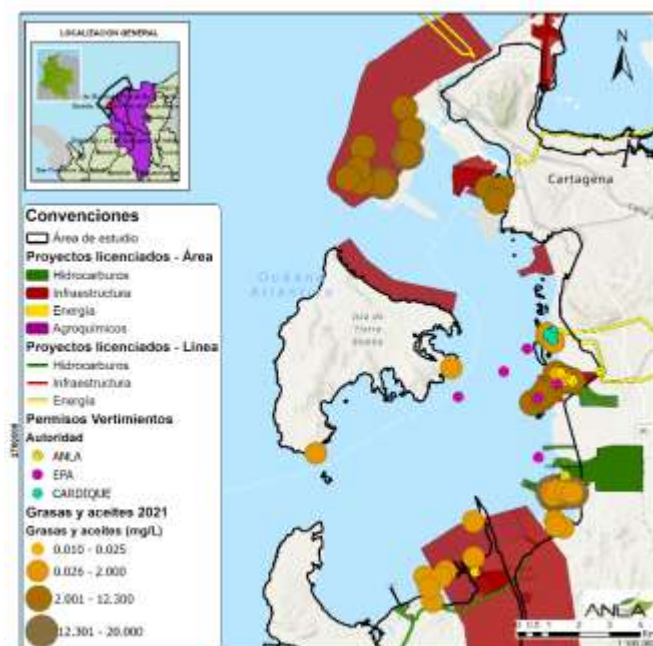 LOCALIZACIÓN GENERAL
Convenciones
Área de estudio
Proyectos licenciados - Área
Hidrocarburos
Infraestructura
Energía
Agroquímicos
Proyectos licenciados - Línea
Hidrocarburos
Infraestructura
Energía
Permisos Vertimientos
Autoridad
ANLA
EPA
CARDIQUE
Grasas y aceites 2021
Grasas y aceites (mg/L)
0.010 - 0.025
0.026 - 2.000
2.001 - 12.300
12.301 - 20.000
N
Cartagena
Océano
Atlántico
Isla de
Tierra
Bomba
ANLA